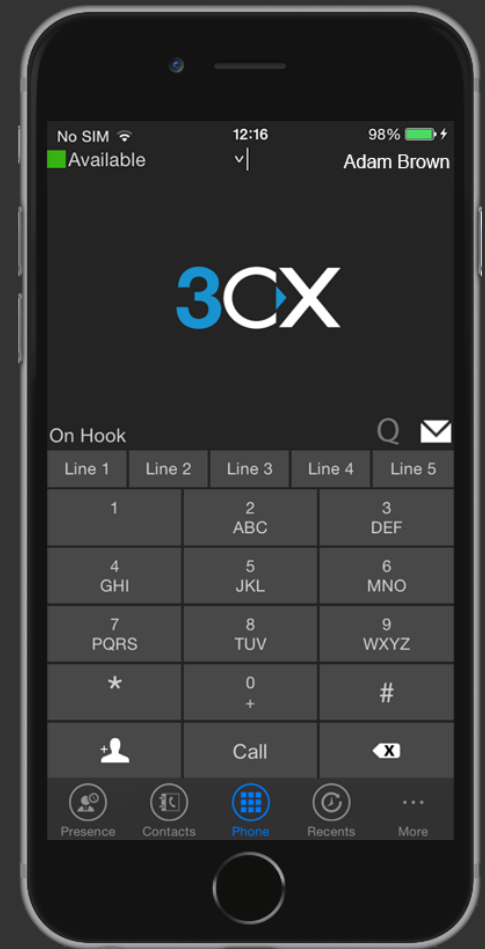 No SIM 12:16 98%
Available Adam Brown
3CX
On Hook Q
Line 1 Line 2 Line 3 Line 4 Line 5
1 2 3
ABC DEF
4 5 6
GHI JKL MNO
7 8 9
PQRS TUV WXYZ
* 0 #
+
+ Call X
Presence Contacts Phone Recents More